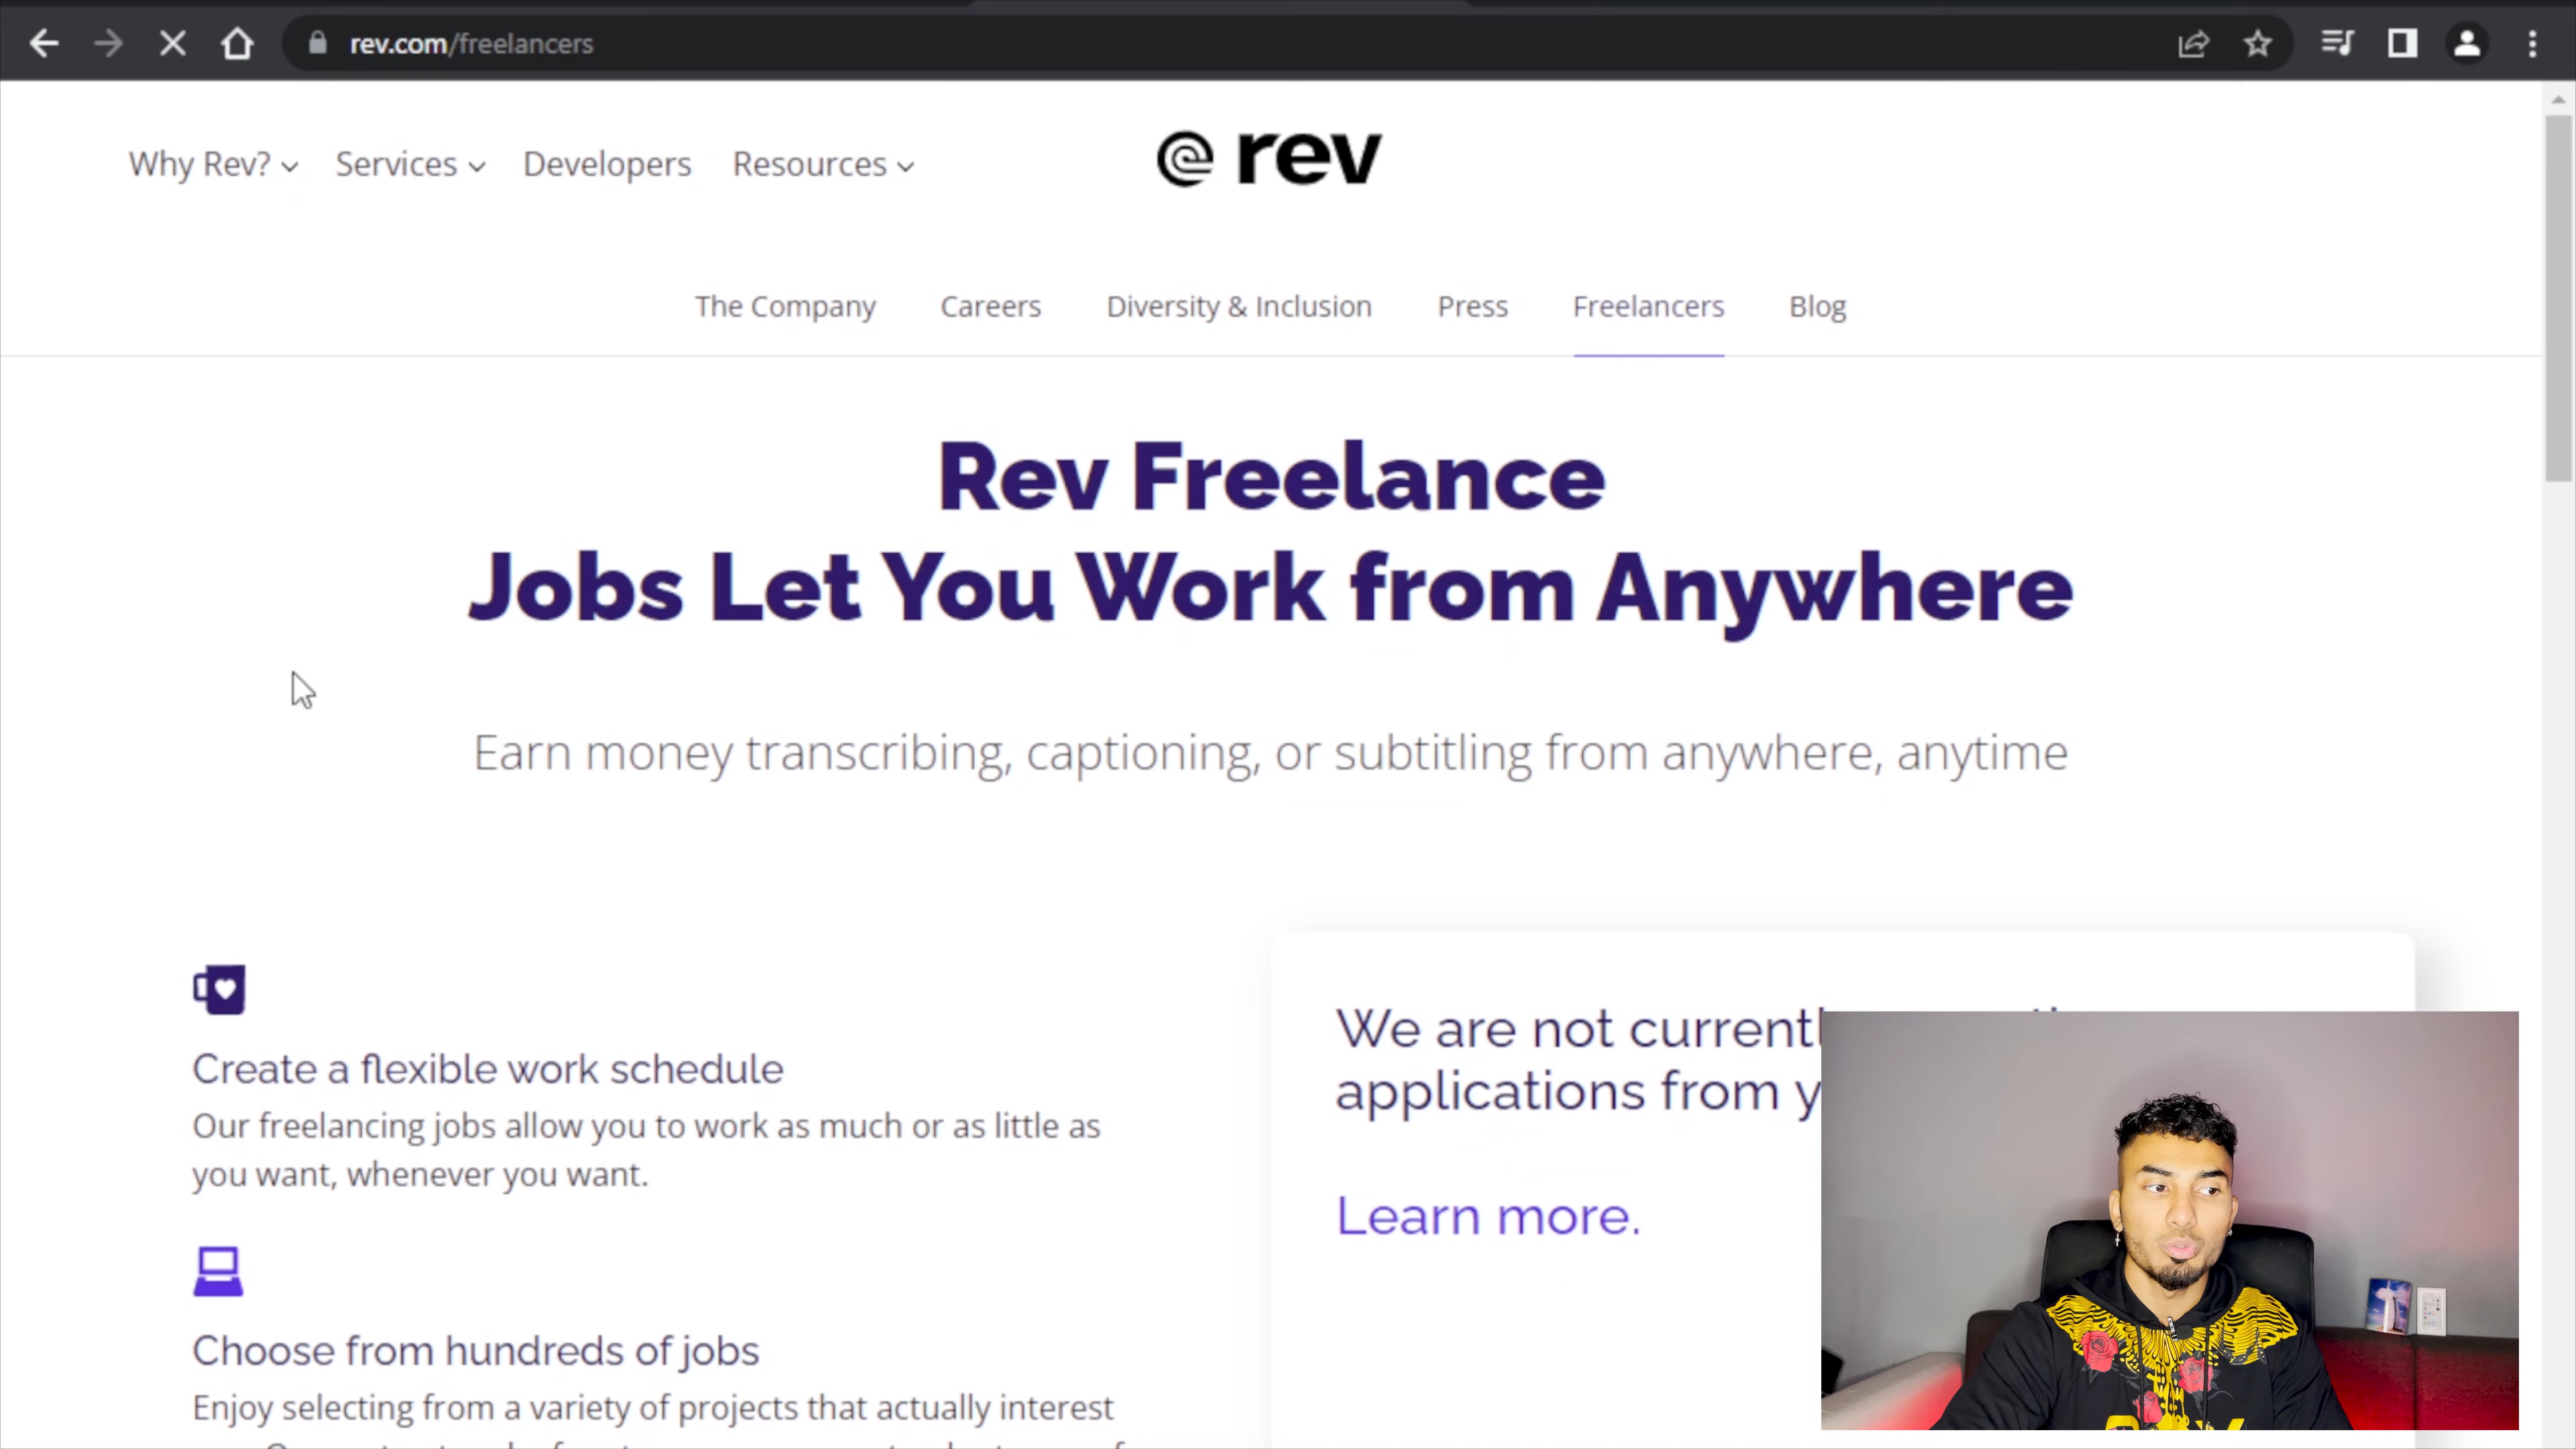 rev.com/freelancers
Why Rev? Services Developers Resources
rev
The Company Careers Diversity & Inclusion Press Freelancers Blog
Rev Freelance
Jobs Let You Work from Anywhere
Earn money transcribing, captioning, or subtitling from anywhere, anytime
Create a flexible work schedule
Our freelancing jobs allow you to work as much or as little as
you want, whenever you want.
Choose from hundreds of jobs
Enjoy selecting from a variety of projects that actually interest
We are not
applications from
Learn more.